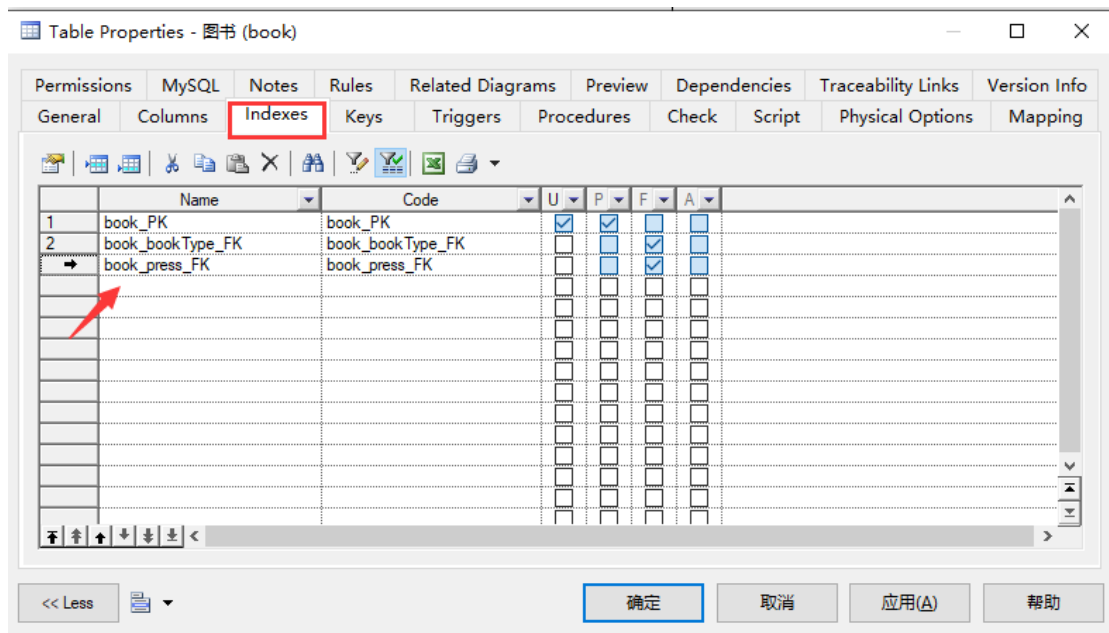 Table Properties - 图书 (book)
Permissions MySQL Notes Rules Related Diagrams Preview Dependencies Traceability Links Version Info
General Columns Indexes Keys Triggers Procedures Check Script Physical Options Mapping
Name Code U P F A
1 book_PK book_PK
2 book_bookType_FK book_bookType_FK
book_press_FK book_press_FK
<< Less 确定 取消 应用(A) 帮助